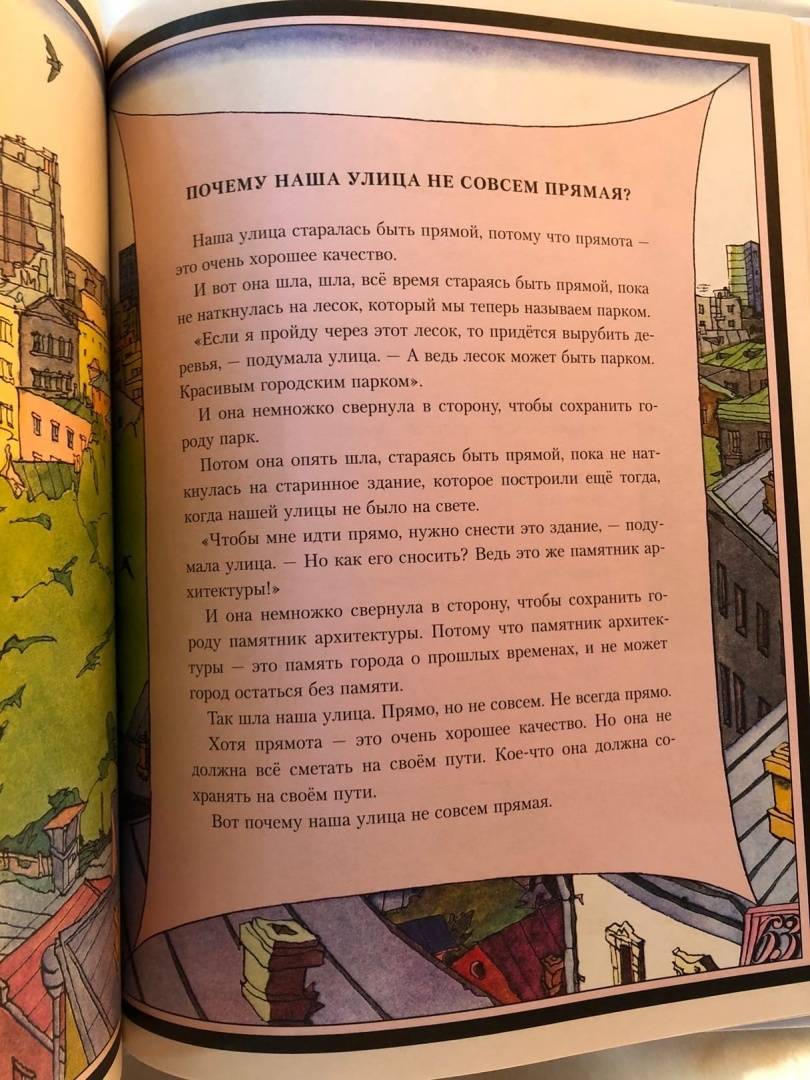 ПОЧЕМУ НАША УЛИЦА НЕ СОВСЕМ ПРЯМАЯ?
Наша улица старалась быть прямой, потому что прямота –
это очень хорошее качество.
И вот она шла, шла, всё время стараясь быть прямой, пока
не наткнулась на лесок, который мы теперь называем парком.
«Если я пройду через этот лесок, то придётся вырубить де-
ревья, – подумала улица. – А ведь лесок может быть парком.
Красивым городским парком».
И она немножко свернула в сторону, чтобы сохранить го-
роду парк.
Потом она опять шла, стараясь быть прямой, пока не нат-
кнулась на старинное здание, которое построили ещё тогда,
когда нашей улицы не было на свете.
«Чтобы мне идти прямо, нужно снести это здание, – поду-
мала улица. – Но как его сносить? Ведь это же памятник ар-
хитектуры!»
И она немножко свернула в сторону, чтобы сохранить го-
роду памятник архитектуры. Потому что памятник архитек-
туры – это память города о прошлых временах, и не может
город остаться без памяти.
Так шла наша улица. Прямо, но не совсем. Не всегда прямо.
Хотя прямота – это очень хорошее качество. Но она не
должна всё сметать на своём пути. Кое-что она должна со-
хранять на своём пути.
Вот почему наша улица не совсем прямая.
63